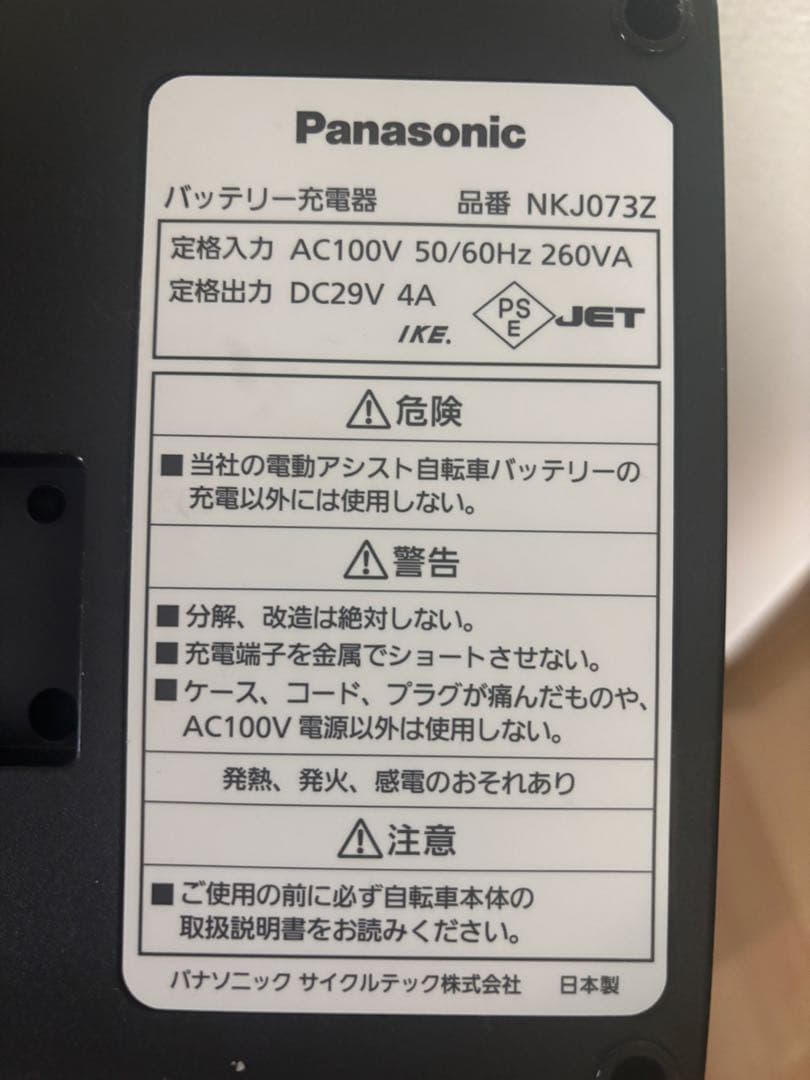 Panasonic
バッテリー充電器 品番 NKJ073Z
定格入力 AC100V 50/60Hz 260VA
定格出力 DC29V 4A
IKE. PSE JET
危険
■当社の電動アシスト自転車バッテリーの
充電以外には使用しない。
警告
■分解、改造は絶対しない。
■充電端子を金属でショートさせない。
■ケース、コード、プラグが痛んだものや、
AC100V 電源以外は使用しない。
発熱、発火、感電のおそれあり
注意
■ご使用の前に必ず自転車本体の
取扱説明書をお読みください。
パナソニック サイクルテック株式会社 日本製